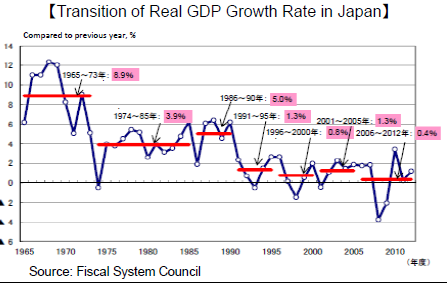 【Transition of Real GDP Growth Rate in Japan】
Compared to previous year, %
14
12
10
8
6
4
2
0
▲
▲ 4
6
1965～73年: 8.9%
1974～85年: 3.9%
1986～90年: 5.0%
1991～95年: 1.3%
1996～2000年: 0.8%
2001～2005年: 1.3%
2006～2012年: 0.4%
1965 1970 1975 1980 1985 1990 1995 2000 2005 2010
(年度)
Source: Fiscal System Council